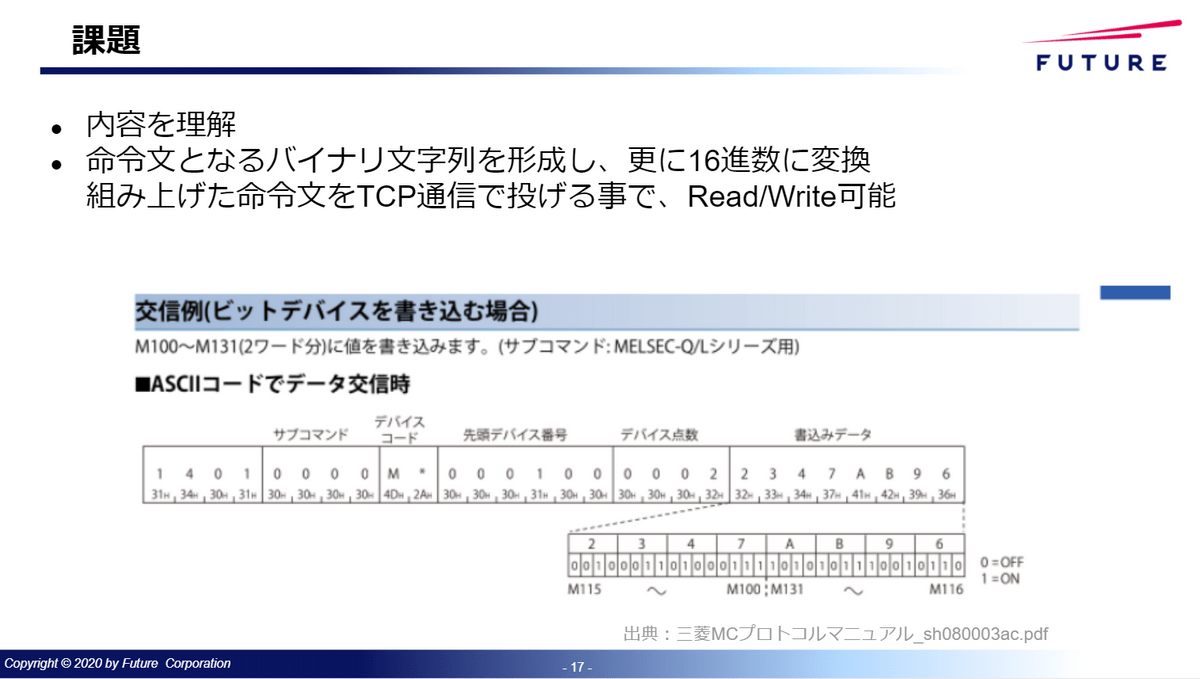 課題
FUTURE
● 内容を理解
● 命令文となるバイナリ文字列を形成し、更に16進数に変換
組み上げた命令文をTCP通信で投げる事で、Read/Write可能
交信例(ビットデバイスを書き込む場合)
M100～M131(2ワード分)に値を書き込みます。(サブコマンド: MELSEC-Q/Lシリーズ用)
■ASCIIコードでデータ交信時
サブコマンド デバイスコード 先頭デバイス番号 デバイス点数 書込みデータ
1 4 0 1 0 0 0 0 M * 0 0 0 1 0 0 0 0 0 2 2 3 4 7 A B 9 6
31H 34H 30H 31H 30H 30H 30H 30H 4DH 2AH 30H 30H 30H 31H 30H 30H 30H 30H 30H 32H 32H 33H 34H 37H 41H 42H 39H 36H
2 3 4 7 A B 9 6
0 0 1 0 0 0 1 1 0 1 0 0 0 1 1 1 1 0 1 0 1 0 1 1 1 0 0 1 0 1 1 0
0=OFF
1=ON
M115 ～ M100 M131 ～ M116
出典：三菱MCプロトコルマニュアル_sh080003ac.pdf
Copyright © 2020 by Future Corporation
- 17 -